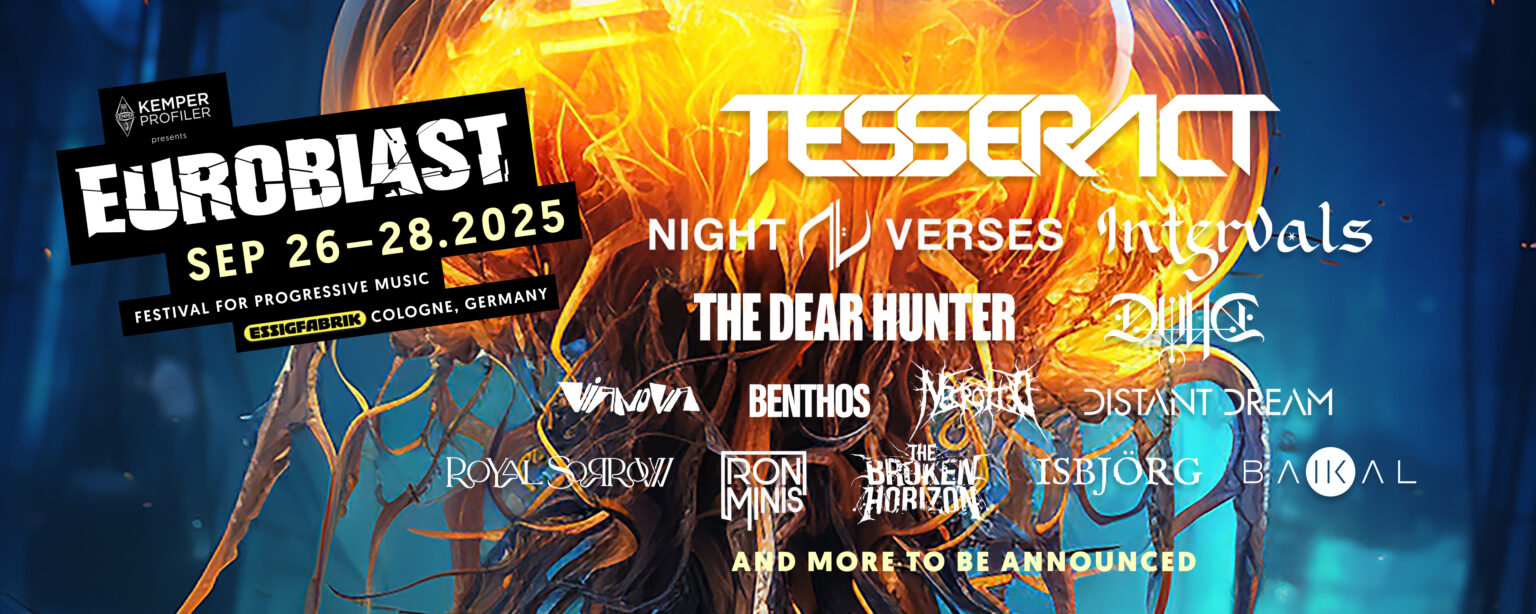 KEMPER
PROFILER
presents
EUROBLAST
SEP 26–28.2025
FESTIVAL FOR PROGRESSIVE MUSIC
ESSIGFABRIK COLOGNE, GERMANY
TESSERACT
NIGHT VERSES Intervals
THE DEAR HUNTER
VIANOVA BENTHOS NECROTTED DISTANT DREAM
ROYAL SORROW RON MINIS THE BROKEN HORIZON ISBJÖRG BAIKAL
AND MORE TO BE ANNOUNCED